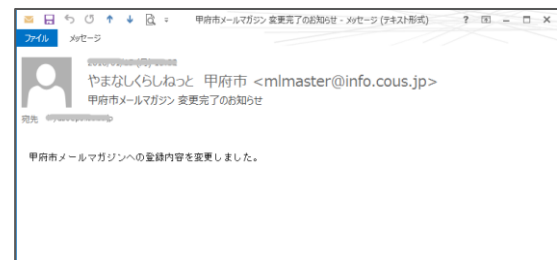 甲府市メールマガジン 変更完了のお知らせ - メッセージ (テキスト形式)
ファイル メッセージ
やまなしくらしねっと 甲府市 <mlmaster@info.cous.jp>
甲府市メールマガジン 変更完了のお知らせ
宛先
甲府市メールマガジンへの登録内容を変更しました。